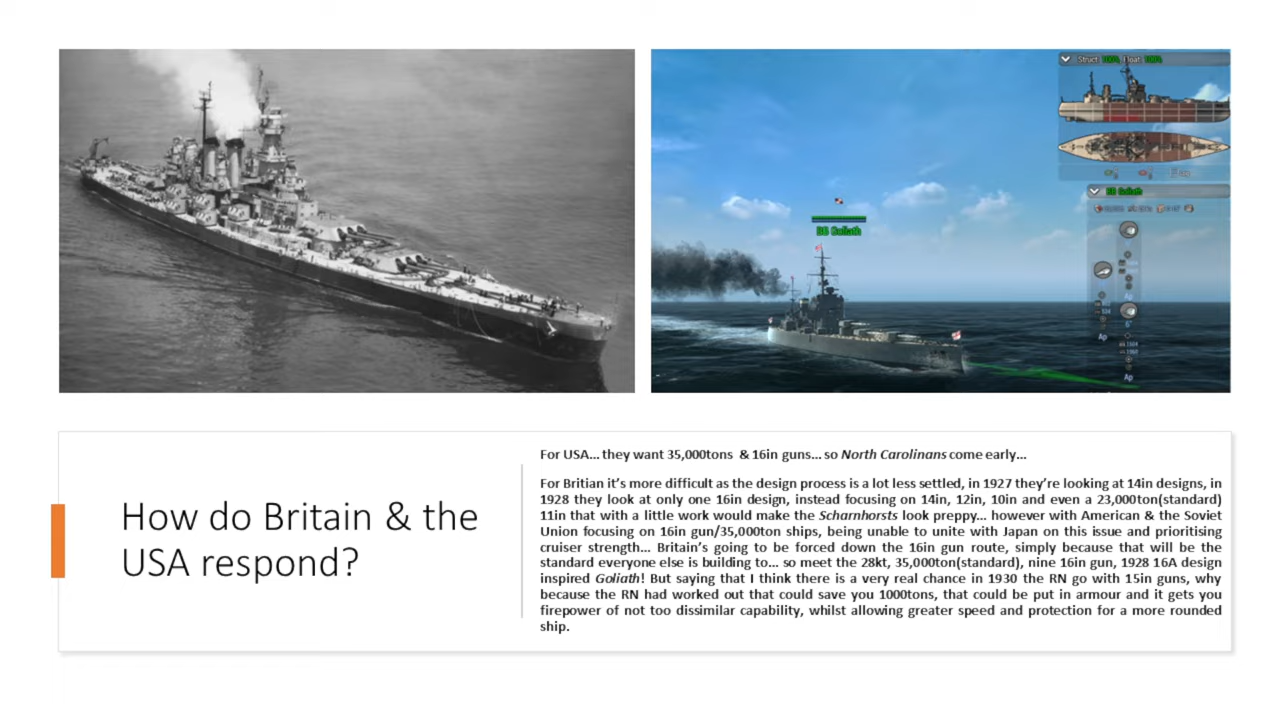 Struct Float
BB Goliath
BB Goliath
Ap
6"
Ap
Ap
How do Britain & the
USA respond?
For USA... they want 35,000tons & 16in guns... so North Carolinans come early...
For Britian it's more difficult as the design process is a lot less settled, in 1927 they're looking at 14in designs, in
1928 they look at only one 16in design, instead focusing on 14in, 12in, 10in and even a 23,000ton(standard)
11in that with a little work would make the Scharnhorsts look preppy... however with American & the Soviet
Union focusing on 16in gun/35,000ton ships, being unable to unite with Japan on this issue and prioritising
cruiser strength... Britain's going to be forced down the 16in gun route, simply because that will be the
standard everyone else is building to... so meet the 28kt, 35,000ton(standard), nine 16in gun, 1928 16A design
inspired Goliath! But saying that I think there is a very real chance in 1930 the RN go with 15in guns, why
because the RN had worked out that could save you 1000tons, that could be put in armour and it gets you
firepower of not too dissimilar capability, whilst allowing greater speed and protection for a more rounded
ship.